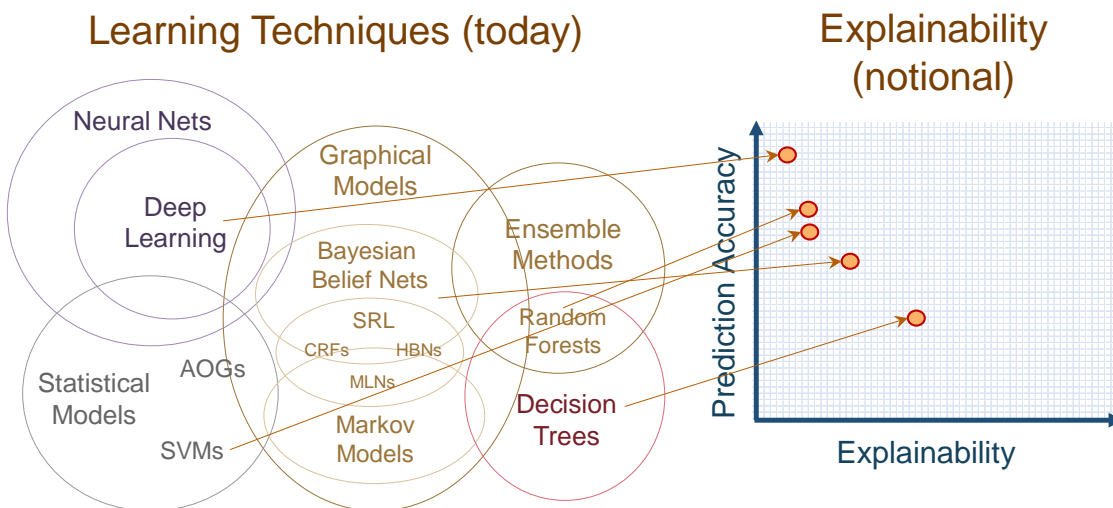 Learning Techniques (today)
Explainability
(notional)
Neural Nets
Deep
Learning
Graphical
Models
Bayesian
Belief Nets
SRL
CRFs
HBNs
MLNs
Markov
Models
Ensemble
Methods
Random
Forests
Decision
Trees
Statistical
Models
AOGs
SVMs
Prediction Accuracy
Explainability